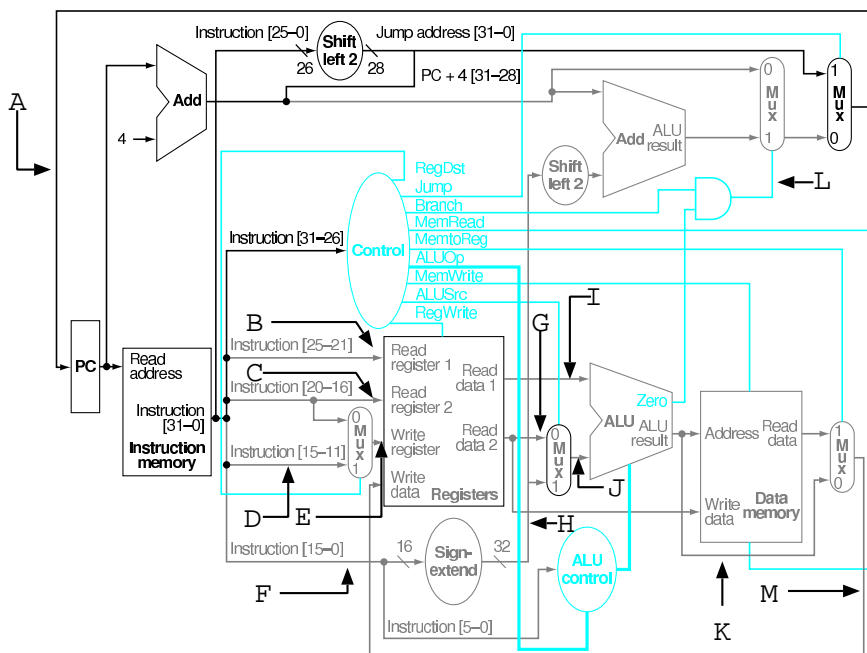 Instruction [25–0]
Jump address [31–0]
Shift
left 2
26
28
PC + 4 [31–28]
A
Add
4
0
Mux
1
1
Mux
0
Add
ALU
result
Shift
left 2
L
RegDst
Jump
Branch
MemRead
MemtoReg
ALUOp
MemWrite
ALUSrc
RegWrite
Instruction [31–26]
Control
PC
Read
address
Instruction
[31–0]
Instruction
memory
B
Instruction [25–21]
C
Instruction [20–16]
0
Mux
1
Instruction [15–11]
D
E
Read
register 1
Read
register 2
Write
register
Write
data
Read
data 1
Read
data 2
Registers
G
I
0
Mux
1
J
H
Zero
ALU
ALU
result
Address
Read
data
Write
data
Data
memory
1
Mux
0
Instruction [15–0]
16
Sign-
extend
32
F
ALU
control
Instruction [5–0]
K
M